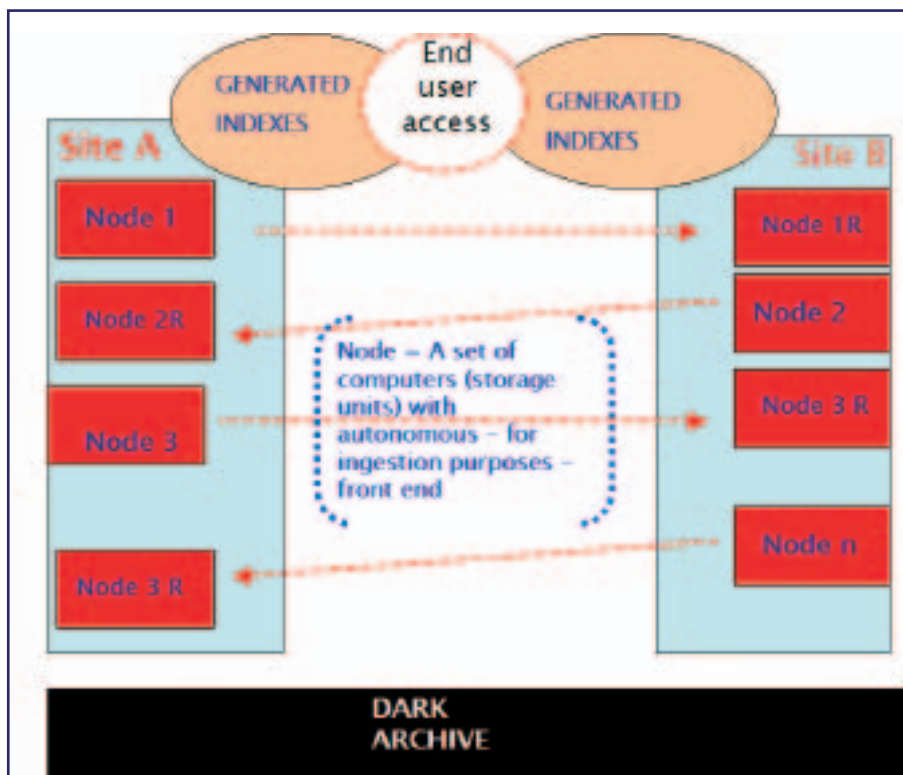 End
user
access
GENERATED
INDEXES
GENERATED
INDEXES
Site A
Site B
Node 1
Node 1R
Node 2R
Node 2
Node – A set of
computers (storage
units) with
autonomous – for
ingestion purposes –
front end
Node 3
Node 3 R
Node 3 R
Node n
DARK
ARCHIVE